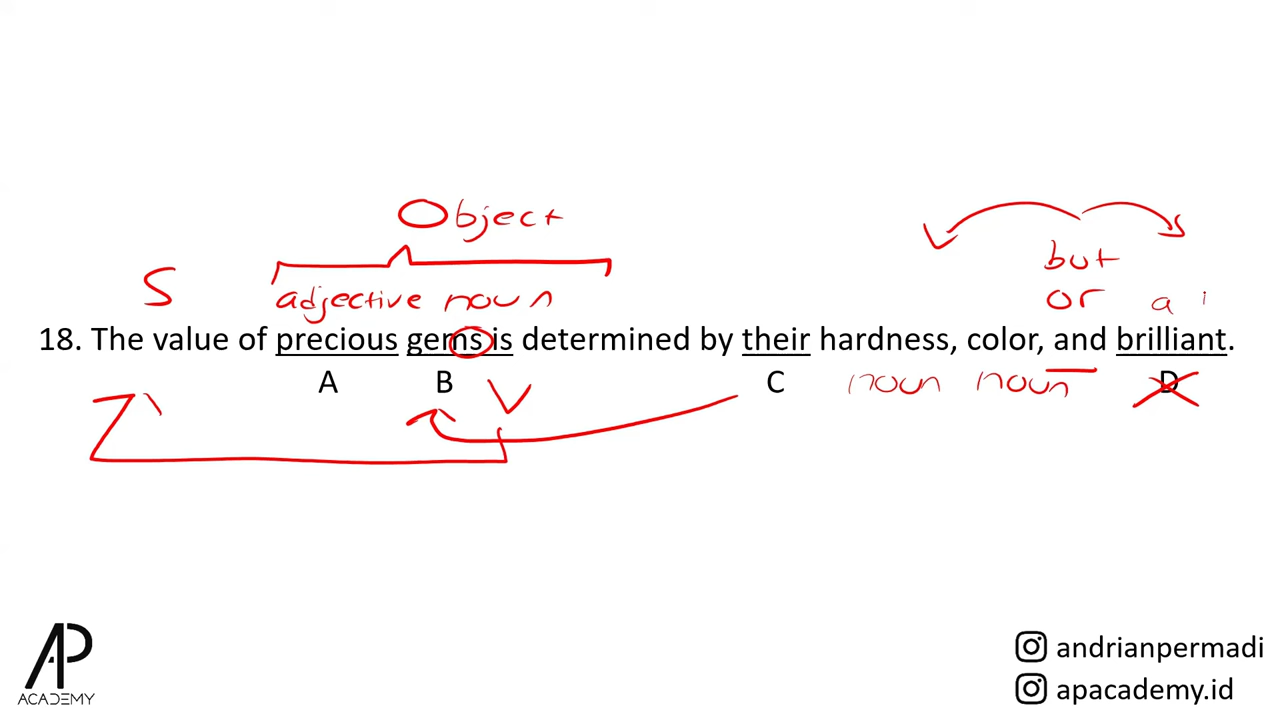 Object
but
S adjective noun or a
18. The value of precious gems is determined by their hardness, color, and brilliant.
A B C noun noun D
V
AP
ACADEMY
andrianpermadi
apacademy.id